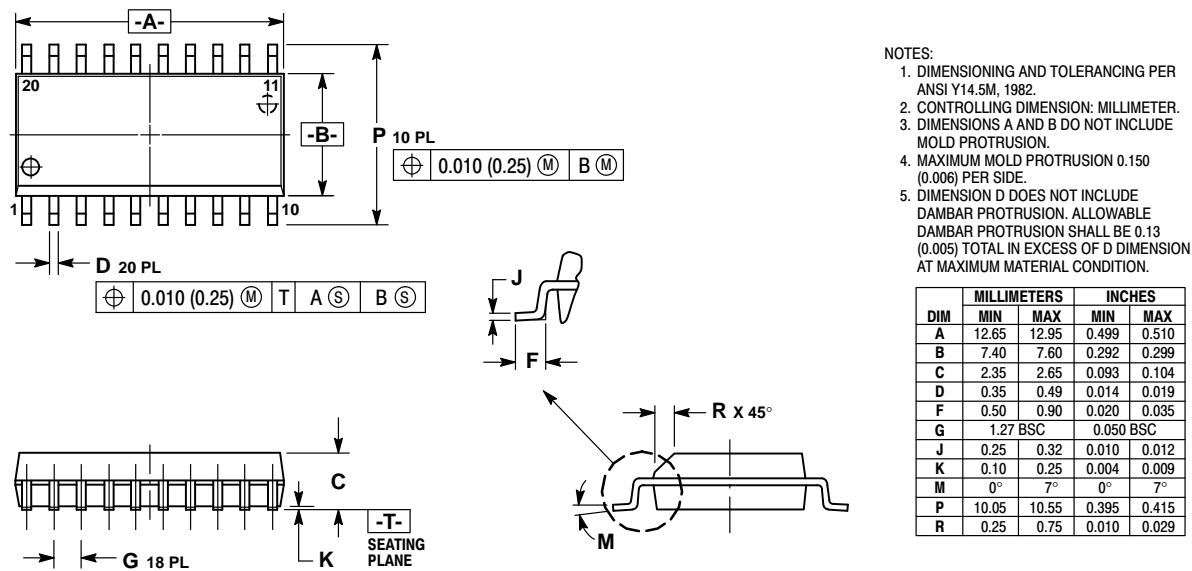 -A-
20
11
-B-
P 10 PL
⌖ 0.010 (0.25) Ⓜ B Ⓜ
1
10
D 20 PL
⌖ 0.010 (0.25) Ⓜ T A Ⓢ B Ⓢ
J
F
R X 45°
C
-T-
SEATING
PLANE
G 18 PL
K
M
NOTES:
1. DIMENSIONING AND TOLERANCING PER
ANSI Y14.5M, 1982.
2. CONTROLLING DIMENSION: MILLIMETER.
3. DIMENSIONS A AND B DO NOT INCLUDE
MOLD PROTRUSION.
4. MAXIMUM MOLD PROTRUSION 0.150
(0.006) PER SIDE.
5. DIMENSION D DOES NOT INCLUDE
DAMBAR PROTRUSION. ALLOWABLE
DAMBAR PROTRUSION SHALL BE 0.13
(0.005) TOTAL IN EXCESS OF D DIMENSION
AT MAXIMUM MATERIAL CONDITION.
MILLIMETERS INCHES
DIM MIN MAX MIN MAX
A 12.65 12.95 0.499 0.510
B 7.40 7.60 0.292 0.299
C 2.35 2.65 0.093 0.104
D 0.35 0.49 0.014 0.019
F 0.50 0.90 0.020 0.035
G 1.27 BSC 0.050 BSC
J 0.25 0.32 0.010 0.012
K 0.10 0.25 0.004 0.009
M 0° 7° 0° 7°
P 10.05 10.55 0.395 0.415
R 0.25 0.75 0.010 0.029